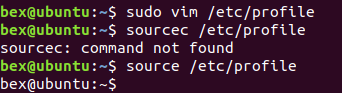 bex@ubuntu:~$ sudo vim /etc/profile
bex@ubuntu:~$ sourcec /etc/profile
sourcec: command not found
bex@ubuntu:~$ source /etc/profile
bex@ubuntu:~$